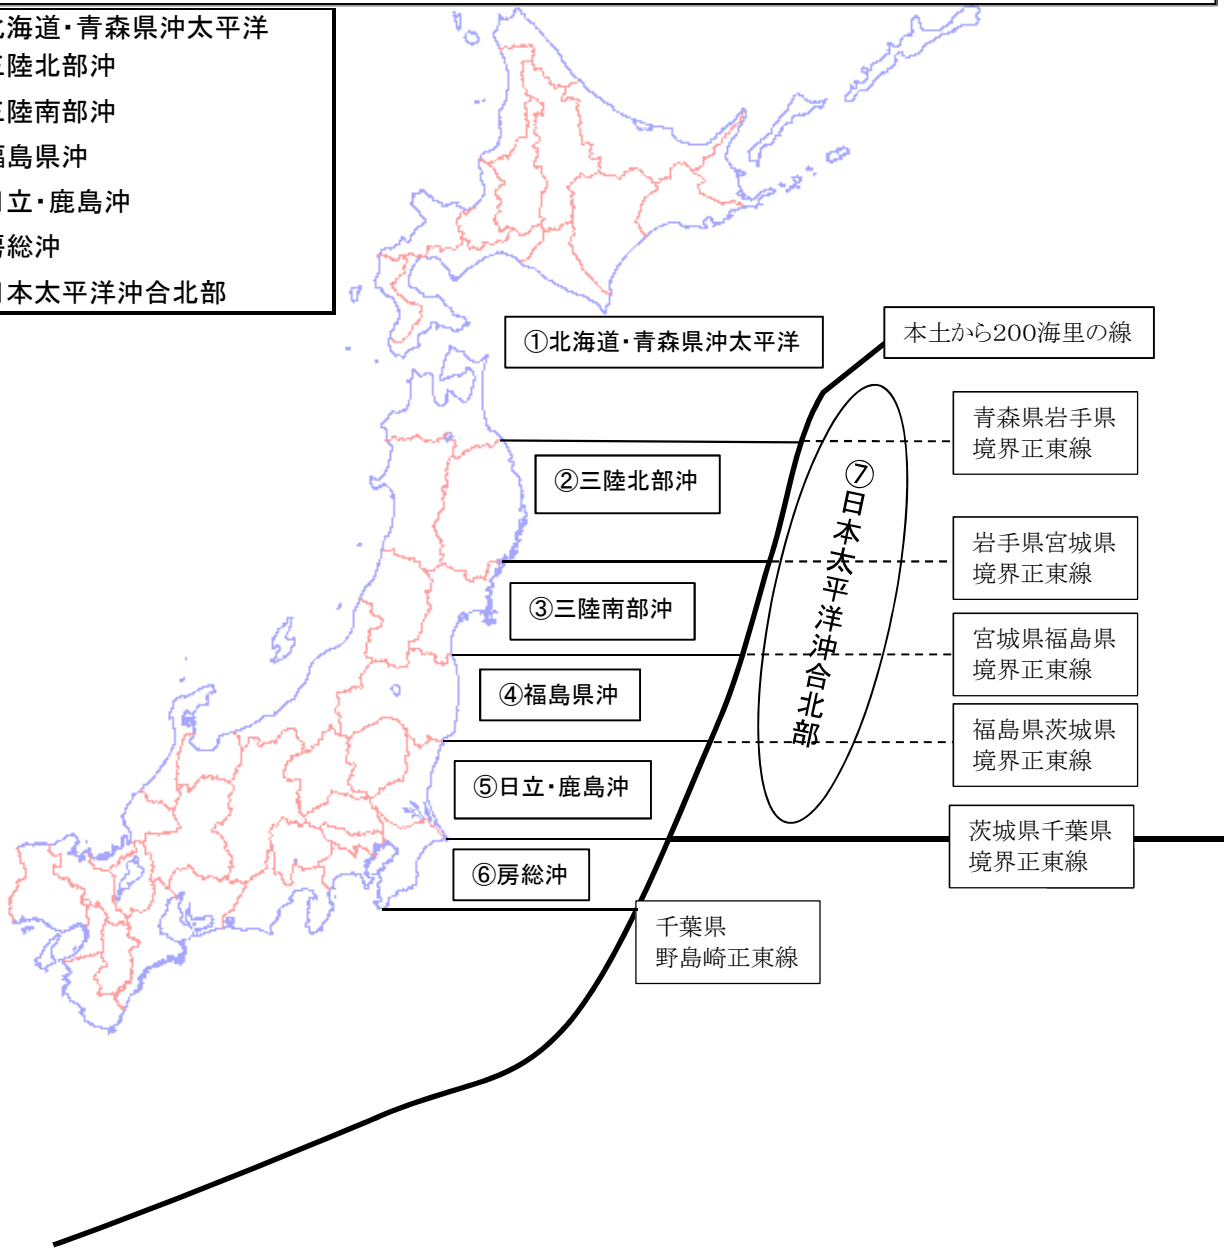 海道・青森県沖太平洋
陸北部沖
陸南部沖
島県沖
立・鹿島沖
総沖
本太平洋沖合北部
①北海道・青森県沖太平洋
本土から200海里の線
青森県岩手県
境界正東線
②三陸北部沖
⑦日本太平洋沖合北部
岩手県宮城県
境界正東線
③三陸南部沖
宮城県福島県
境界正東線
④福島県沖
福島県茨城県
境界正東線
⑤日立・鹿島沖
茨城県千葉県
境界正東線
⑥房総沖
千葉県
野島崎正東線